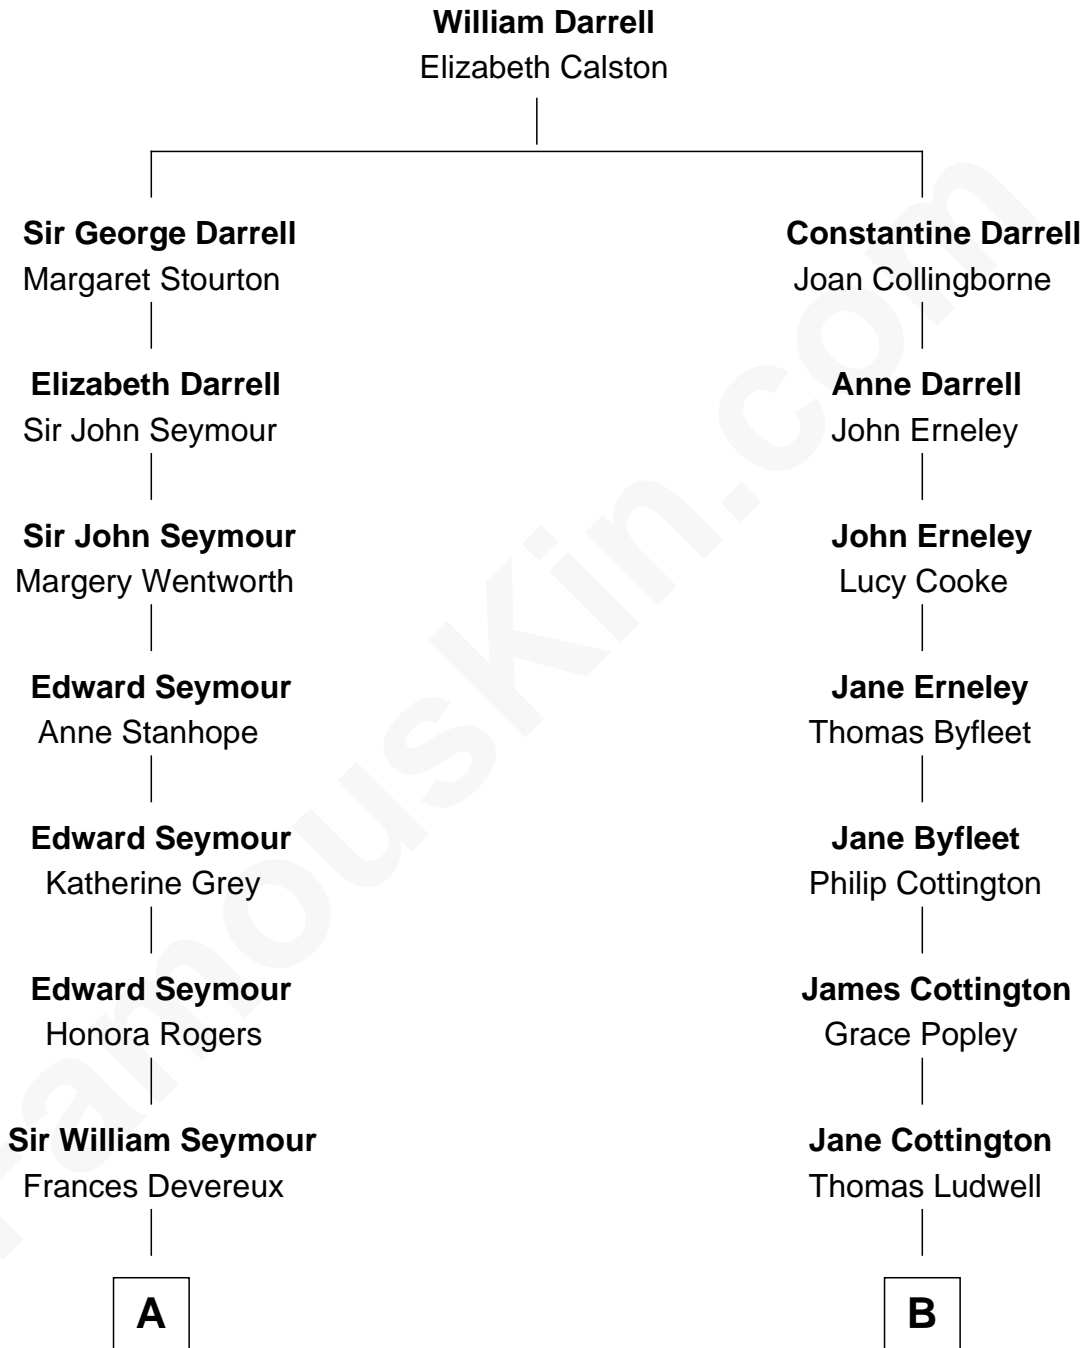 William Darrell
Elizabeth Calston
Sir George Darrell
Margaret Stourton
Constantine Darrell
Joan Collingborne
Elizabeth Darrell
Sir John Seymour
Anne Darrell
John Erneley
Sir John Seymour
Margery Wentworth
John Erneley
Lucy Cooke
Edward Seymour
Anne Stanhope
Jane Erneley
Thomas Byfleet
Edward Seymour
Katherine Grey
Jane Byfleet
Philip Cottington
Edward Seymour
Honora Rogers
James Cottington
Grace Popley
Sir William Seymour
Frances Devereux
Jane Cottington
Thomas Ludwell
A
B
FamousKin.com